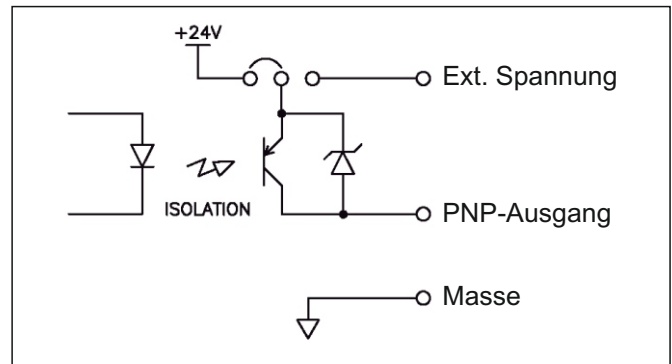 +24V
Ext. Spannung
ISOLATION
PNP-Ausgang
Masse